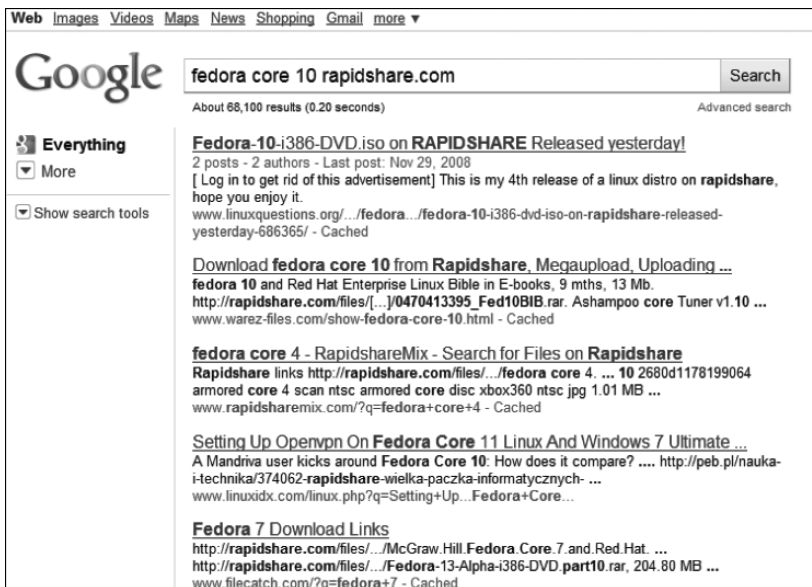 Web Images Videos Maps News Shopping Gmail more ▼
Google
fedora core 10 rapidshare.com
Search
About 68,100 results (0.20 seconds)
Advanced search
Everything
More
Show search tools
Fedora-10-i386-DVD.iso on RAPIDSHARE Released yesterday!
2 posts - 2 authors - Last post: Nov 29, 2008
[ Log in to get rid of this advertisement] This is my 4th release of a linux distro on rapidshare,
hope you enjoy it.
www.linuxquestions.org/.../fedora.../fedora-10-i386-dvd-iso-on-rapidshare-released-
yesterday-686365/ - Cached
Download fedora core 10 from Rapidshare, Megaupload, Uploading ...
fedora 10 and Red Hat Enterprise Linux Bible in E-books, 9 mths, 13 Mb.
http://rapidshare.com/files/[...]/0470413395_Fed10BIB.rar. Ashampoo core Tuner v1.10 ...
www.warez-files.com/show-fedora-core-10.html - Cached
fedora core 4 - RapidshareMix - Search for Files on Rapidshare
Rapidshare links http://rapidshare.com/files/.../fedora core 4. ... 10 2680d1178199064
armored core 4 scan ntsc armored core disc xbox360 ntsc jpg 1.01 MB ...
www.rapidsharemix.com/?q=fedora+core+4 - Cached
Setting Up Openvpn On Fedora Core 11 Linux And Windows 7 Ultimate ...
A Mandriva user kicks around Fedora Core 10: How does it compare? .... http://peb.pl/nauka-
i-technika/374062-rapidshare-wielka-paczka-informatycznych- ...
www.linuxidx.com/linux.php?q=Setting+Up...Fedora+Core...
Fedora 7 Download Links
http://rapidshare.com/files/.../McGraw.Hill.Fedora.Core.7.and.Red.Hat. ...
http://rapidshare.com/files/.../Fedora-13-Alpha-i386-DVD.part10.rar, 204.80 MB ...
www.filecatch.com/?q=fedora+7 - Cached